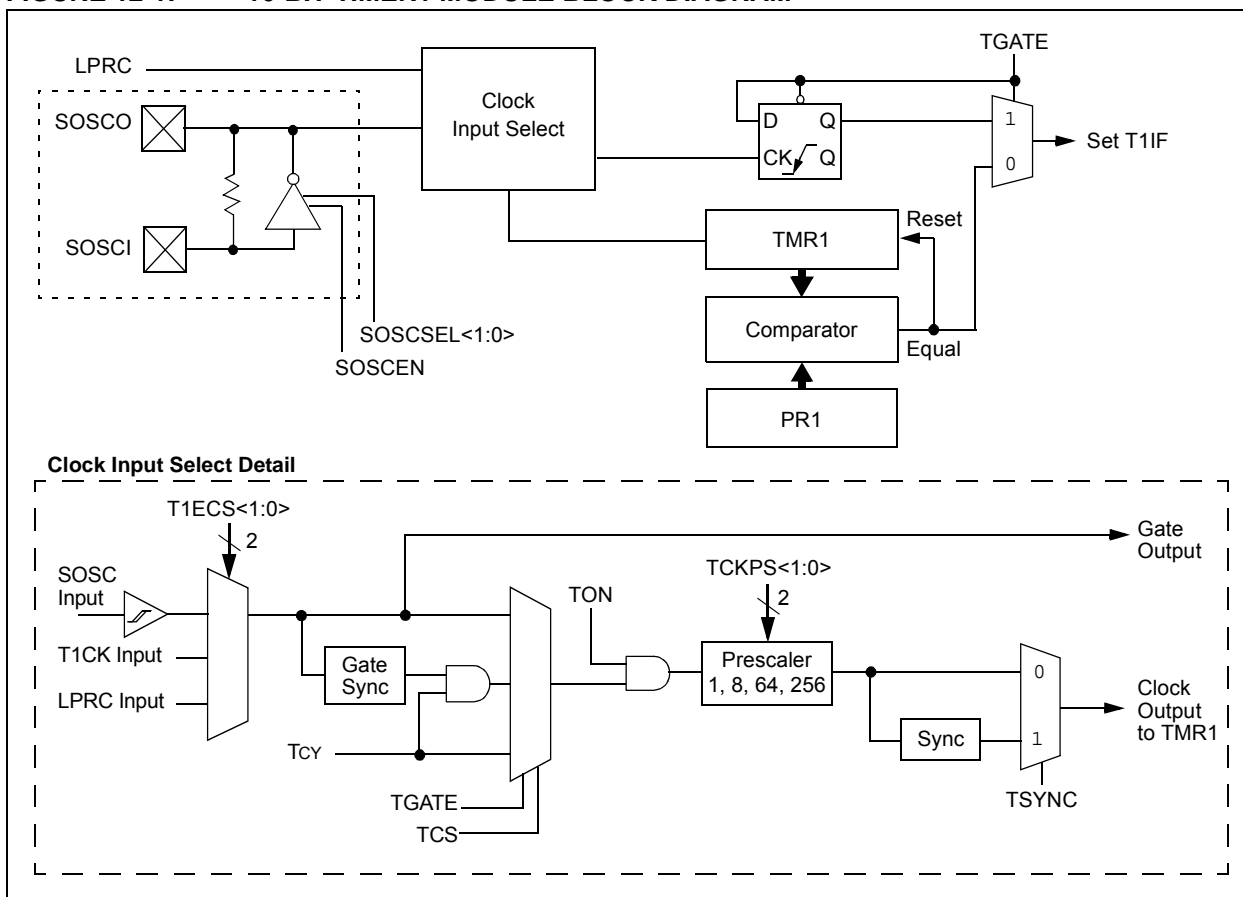 TGATE
LPRC
Clock
Input Select
SOSCO
D Q
CK Q
1
0
Set T1IF
SOSCI
TMR1
Reset
Comparator
Equal
SOSCSEL<1:0>
SOSCEN
PR1
Clock Input Select Detail
T1ECS<1:0>
2
Gate
Output
SOSC
Input
TCKPS<1:0>
2
TON
T1CK Input
Gate
Sync
Prescaler
1, 8, 64, 256
0
LPRC Input
Clock
Output
to TMR1
Sync
1
TCY
TGATE
TCS
TSYNC